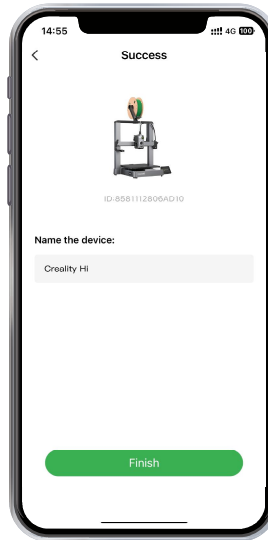 14:55
4G 100
Success
ID:8581112806AD10
Name the device:
Creality Hi
Finish